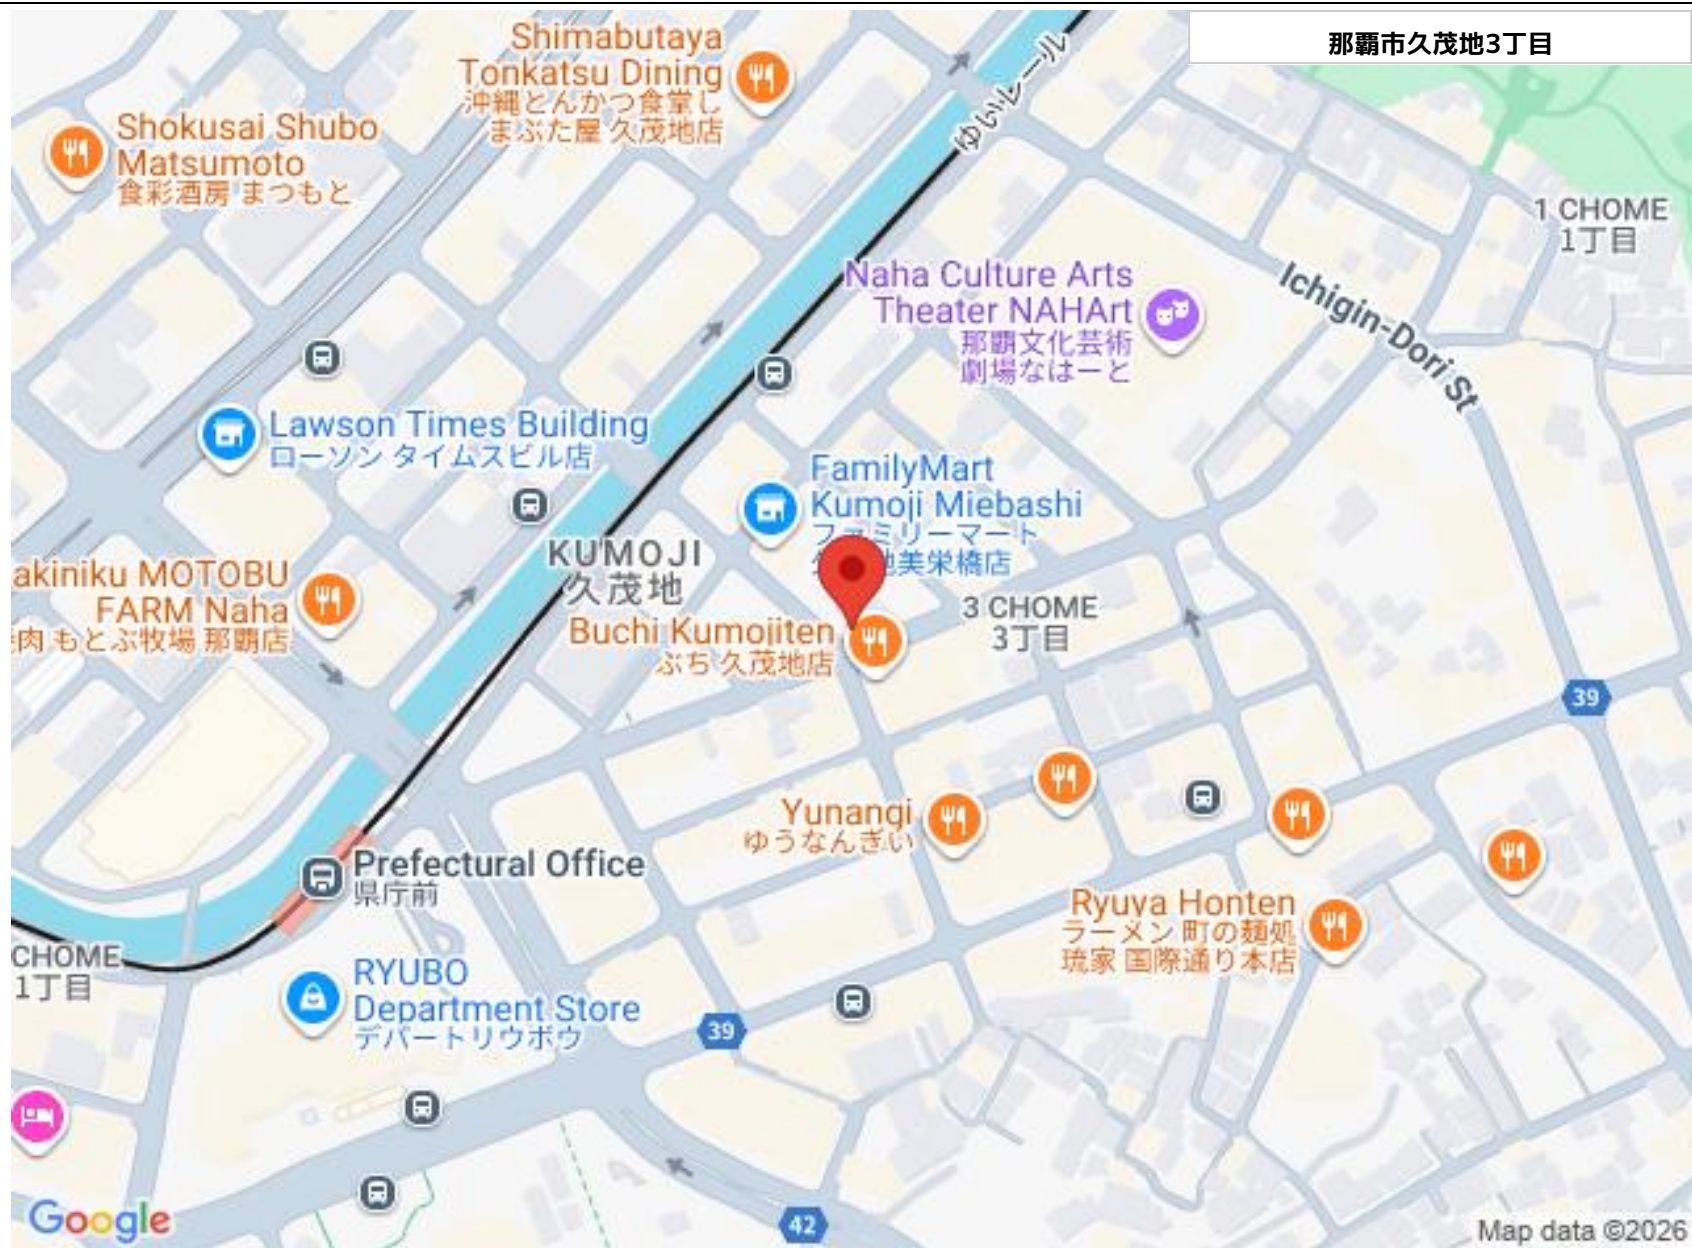 那覇市久茂地3丁目
Shimabutaya
Tonkatsu Dining
沖縄とんかつ食堂し
まぶた屋 久茂地店
ゆいレール
Shokusai Shubo
Matsumoto
食彩酒房 まつもと
1 CHOME
1丁目
Naha Culture Arts
Theater NAHArt
那覇文化芸術
劇場なはーと
Ichigin-Dori St
Lawson Times Building
ローソン タイムスビル店
FamilyMart
Kumoji Miebashi
ファミリーマート
美栄橋店
KUMOJI
久茂地
akiniku MOTOBU
FARM Naha
肉 もとぶ牧場 那覇店
Buchi Kumojiten
ぶち 久茂地店
3 CHOME
3丁目
39
Yunangi
ゆうなんぎい
Prefectural Office
県庁前
Ryuya Honten
ラーメン 町の麺処
琉家 国際通り本店
CHOME
1丁目
RYUBO
Department Store
デパートリウボウ
39
42
Google
Map data ©2026